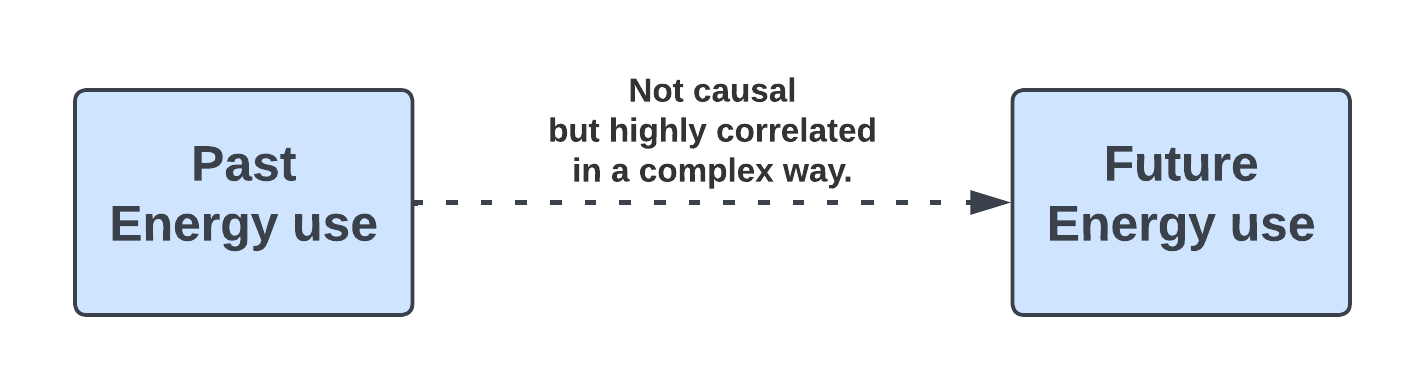 Not causal
but highly correlated
in a complex way.
Past
Energy use
Future
Energy use